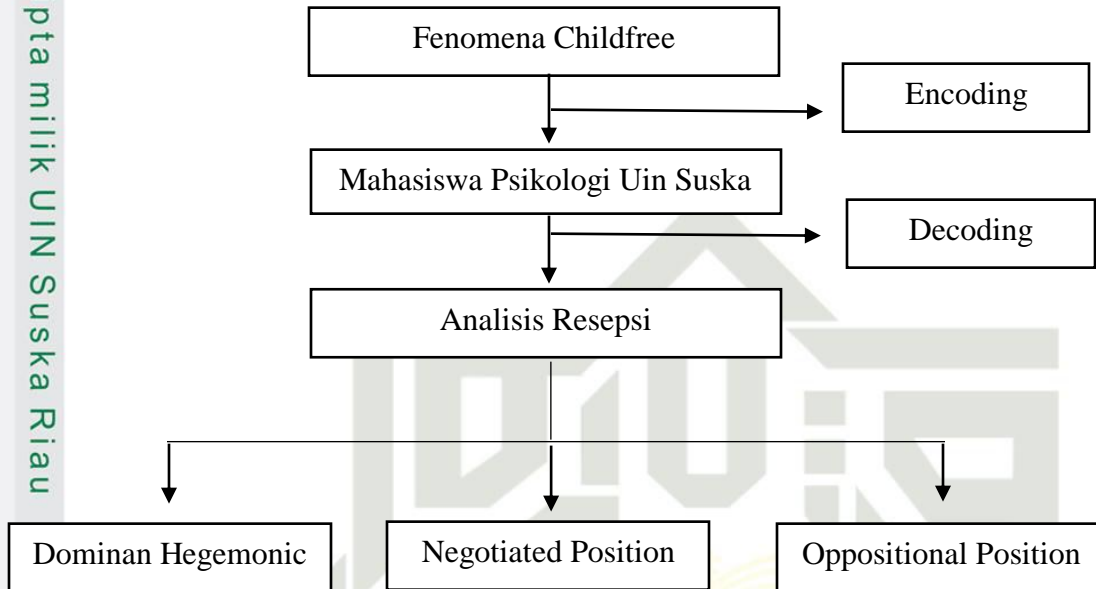 pta milik UIN Suska Riau
Fenomena Childfree
Encoding
Mahasiswa Psikologi Uin Suska
Decoding
Analisis Resepsi
Dominan Hegemonic
Negotiated Position
Oppositional Position